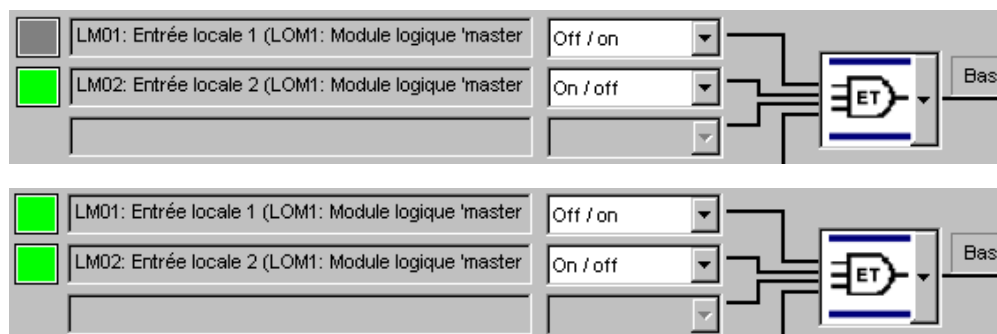 LM01: Entrée locale 1 (LOM1: Module logique 'master
Off / on
LM02: Entrée locale 2 (LOM1: Module logique 'master
On / off
ET
Bas
LM01: Entrée locale 1 (LOM1: Module logique 'master
Off / on
LM02: Entrée locale 2 (LOM1: Module logique 'master
On / off
ET
Bas